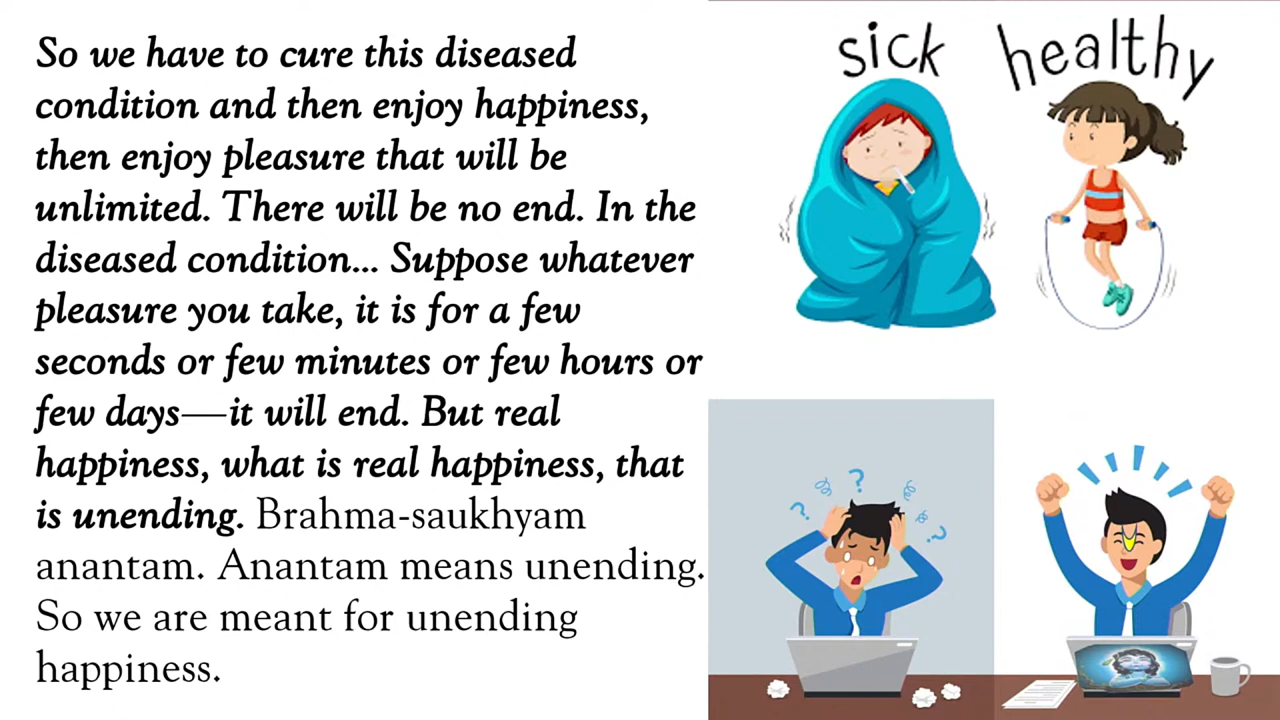 So we have to cure this diseased
condition and then enjoy happiness,
then enjoy pleasure that will be
unlimited. There will be no end. In the
diseased condition... Suppose whatever
pleasure you take, it is for a few
seconds or few minutes or few hours or
few days—it will end. But real
happiness, what is real happiness, that
is unending. Brahma-saukhyam
anantam. Anantam means unending.
So we are meant for unending
happiness.
sick healthy
? ? ? ?